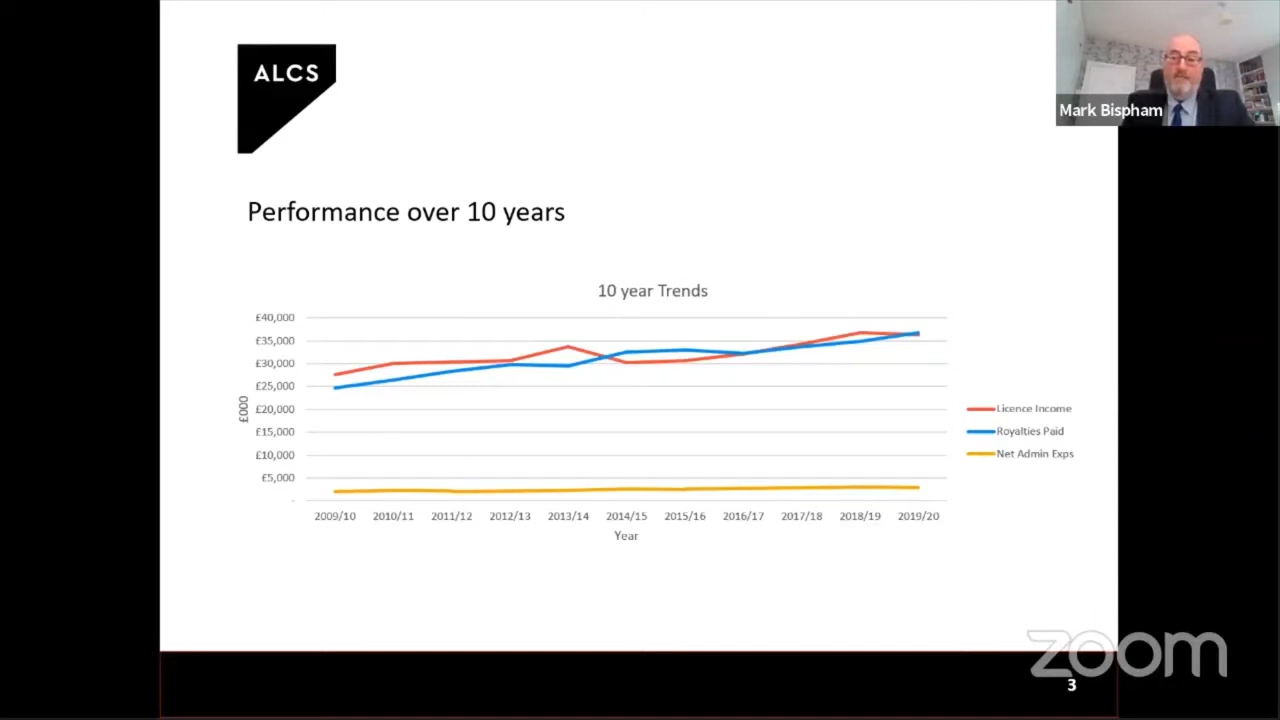 ALCS
Mark Bispham
Performance over 10 years
10 year Trends
£000
£40,000
£35,000
£30,000
£25,000
£20,000
£15,000
£10,000
£5,000
-
Licence Income
Royalties Paid
Net Admin Exps
2009/10 2010/11 2011/12 2012/13 2013/14 2014/15 2015/16 2016/17 2017/18 2018/19 2019/20
Year
zoom
3